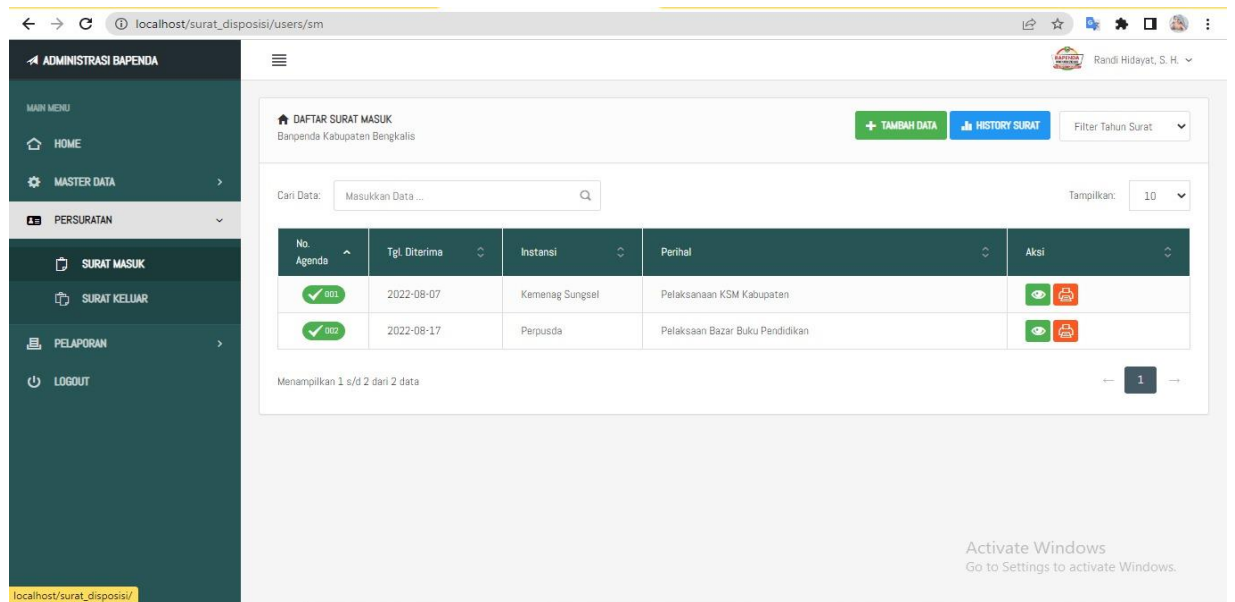 localhost/surat_disposisi/users/sm
ADMINISTRASI BAPENDA
Randi Hidayat, S. H.
MAIN MENU
HOME
MASTER DATA
PERSURATAN
SURAT MASUK
SURAT KELUAR
PELAPORAN
LOGOUT
DAFTAR SURAT MASUK
Banpenda Kabupaten Bengkalis
+ TAMBAH DATA
HISTORY SURAT
Filter Tahun Surat
Cari Data:
Masukkan Data ...
Tampilkan:
10
No. Agenda Tgl. Diterima Instansi Perihal Aksi
001 2022-08-07 Kemenag Sungsel Pelaksanaan KSM Kabupaten
002 2022-08-17 Perpusda Pelaksaan Bazar Buku Pendidikan
Menampilkan 1 s/d 2 dari 2 data
← 1 →
Activate Windows
Go to Settings to activate Windows.
localhost/surat_disposisi/